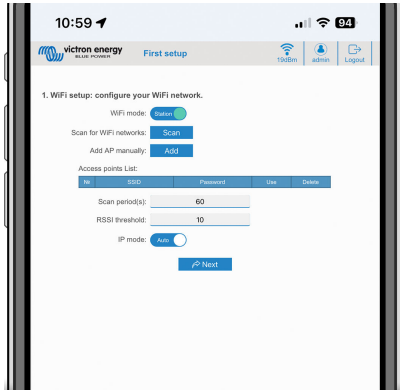 10:59
94
victron energy
BLUE POWER
First setup
19dBm
admin
Logout
1. WiFi setup: configure your WiFi network.
WiFi mode: Station
Scan for WiFi networks: Scan
Add AP manually: Add
Access points List:
Nr SSID Password Use Delete
Scan period(s): 60
RSSI threshold: 10
IP mode: Auto
Next